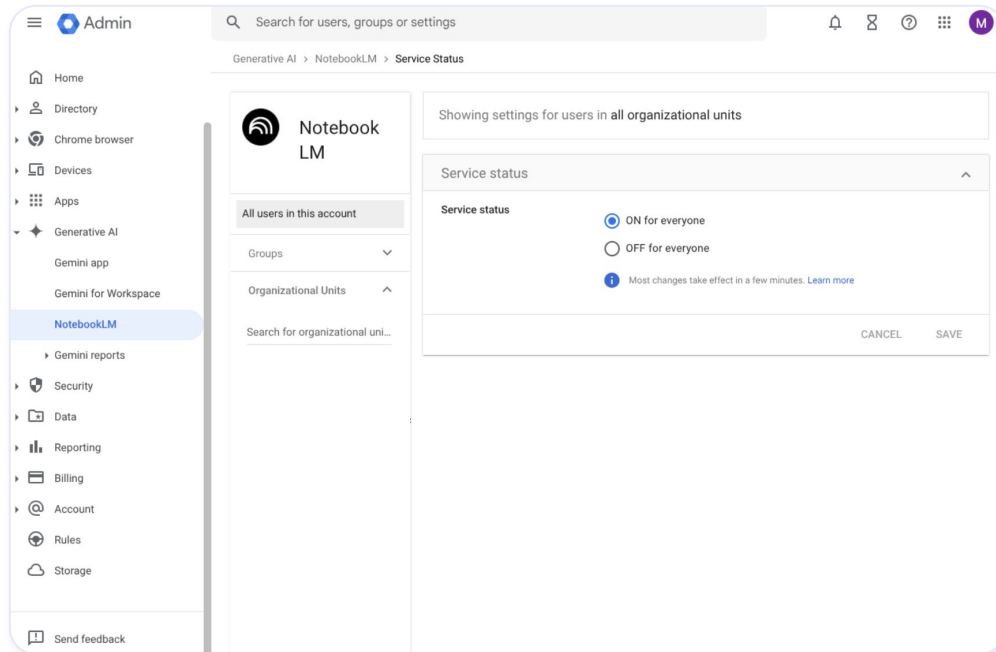 Admin
Search for users, groups or settings
M
Generative AI > NotebookLM > Service Status
Home
Directory
Chrome browser
Devices
Apps
Generative AI
Gemini app
Gemini for Workspace
NotebookLM
Gemini reports
Security
Data
Reporting
Billing
Account
Rules
Storage
Send feedback
Notebook
LM
All users in this account
Groups
Organizational Units
Search for organizational uni...
Showing settings for users in all organizational units
Service status
Service status
ON for everyone
OFF for everyone
Most changes take effect in a few minutes. Learn more
CANCEL SAVE